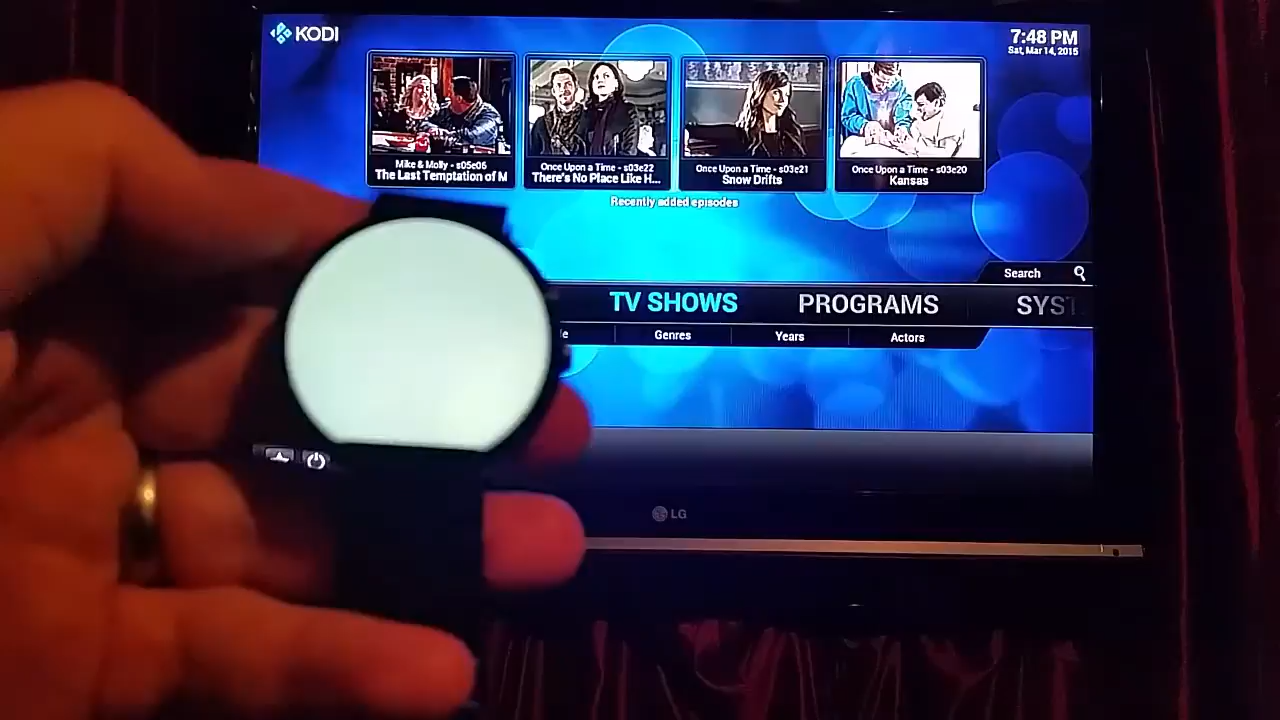 KODI
7:48 PM
Sat, Mar 14, 2015
Mike & Molly - s05e06
The Last Temptation of M
Once Upon a Time - s03e22
There's No Place Like H...
Once Upon a Time - s03e21
Snow Drifts
Once Upon a Time - s03e20
Kansas
Recently added episodes
Search
TV SHOWS
PROGRAMS
SYST
Genres
Years
Actors
LG